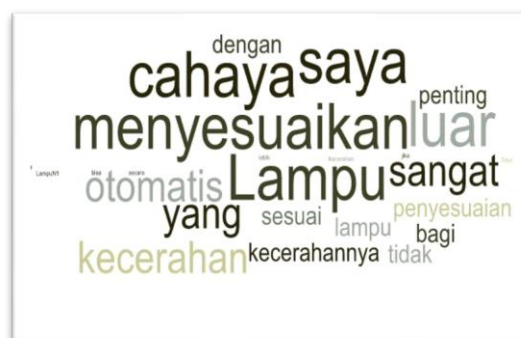 dengan
cahaya saya
penting
menyesuaikan luar
otomatis Lampu sangat
yang sesuai penyesuaian
lampu bagi
kecerahan kecerahannya tidak